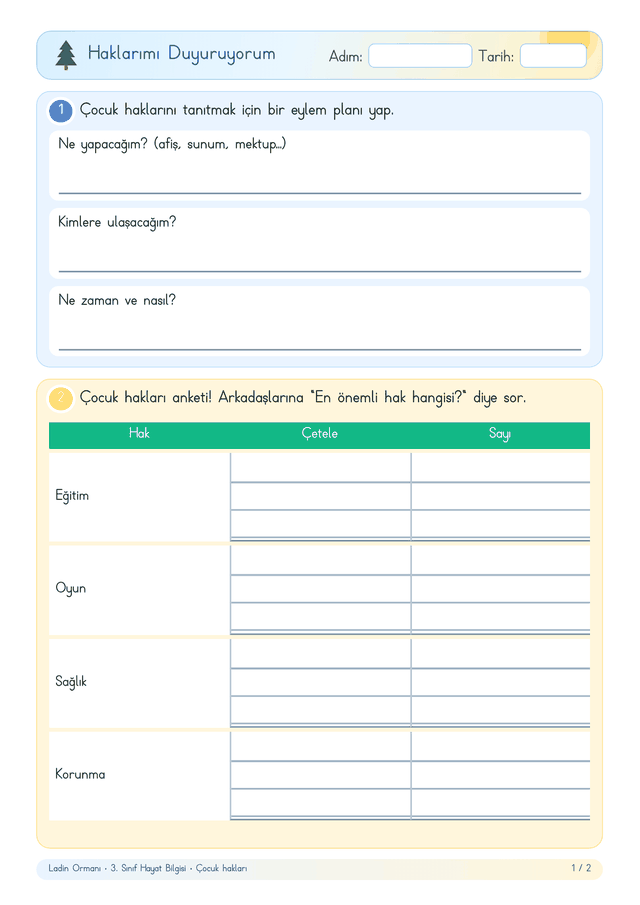 Haklarımı Duyuruyorum
Adım:
Tarih:
1 Çocuk haklarını tanıtmak için bir eylem planı yap.
Ne yapacağım? (afiş, sunum, mektup…)
Kimlere ulaşacağım?
Ne zaman ve nasıl?
2 Çocuk hakları anketi! Arkadaşlarına "En önemli hak hangisi?" diye sor.
Hak Çetele Sayı
Eğitim
Oyun
Sağlık
Korunma
Ladin Ormanı • 3. Sınıf Hayat Bilgisi • Çocuk hakları 1 / 2